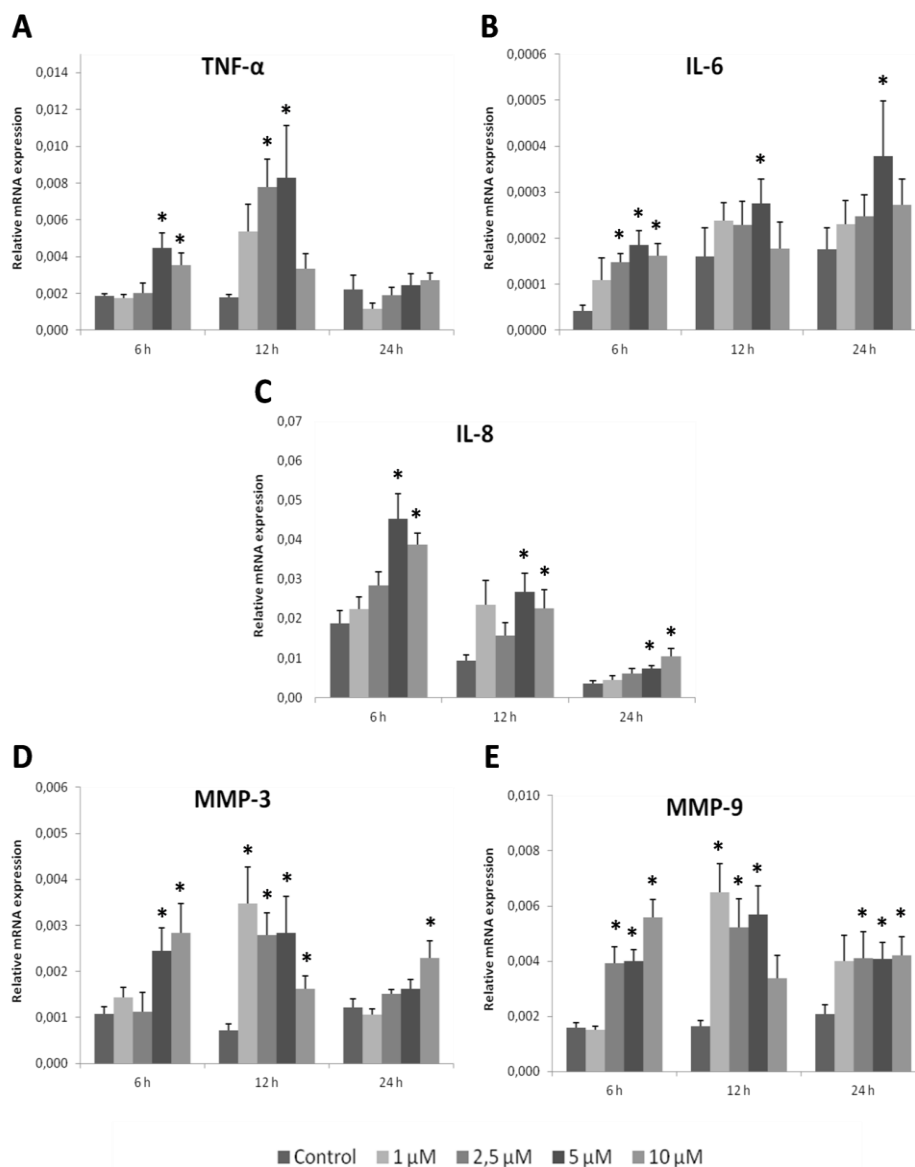 A
TNF-α
Relative mRNA expression
0,014
0,012
0,010
0,008
0,006
0,004
0,002
0,000
* * * * *
6 h 12 h 24 h
B
IL-6
Relative mRNA expression
0,0006
0,0005
0,0004
0,0003
0,0002
0,0001
0,0000
* * * * *
6 h 12 h 24 h
C
IL-8
Relative mRNA expression
0,07
0,06
0,05
0,04
0,03
0,02
0,01
0,00
* * * * * *
6 h 12 h 24 h
D
MMP-3
Relative mRNA expression
0,006
0,005
0,004
0,003
0,002
0,001
0,000
* * * * * * *
6 h 12 h 24 h
E
MMP-9
Relative mRNA expression
0,010
0,008
0,006
0,004
0,002
0,000
* * * * * * * * *
6 h 12 h 24 h
Control 1 µM 2,5 µM 5 µM 10 µM